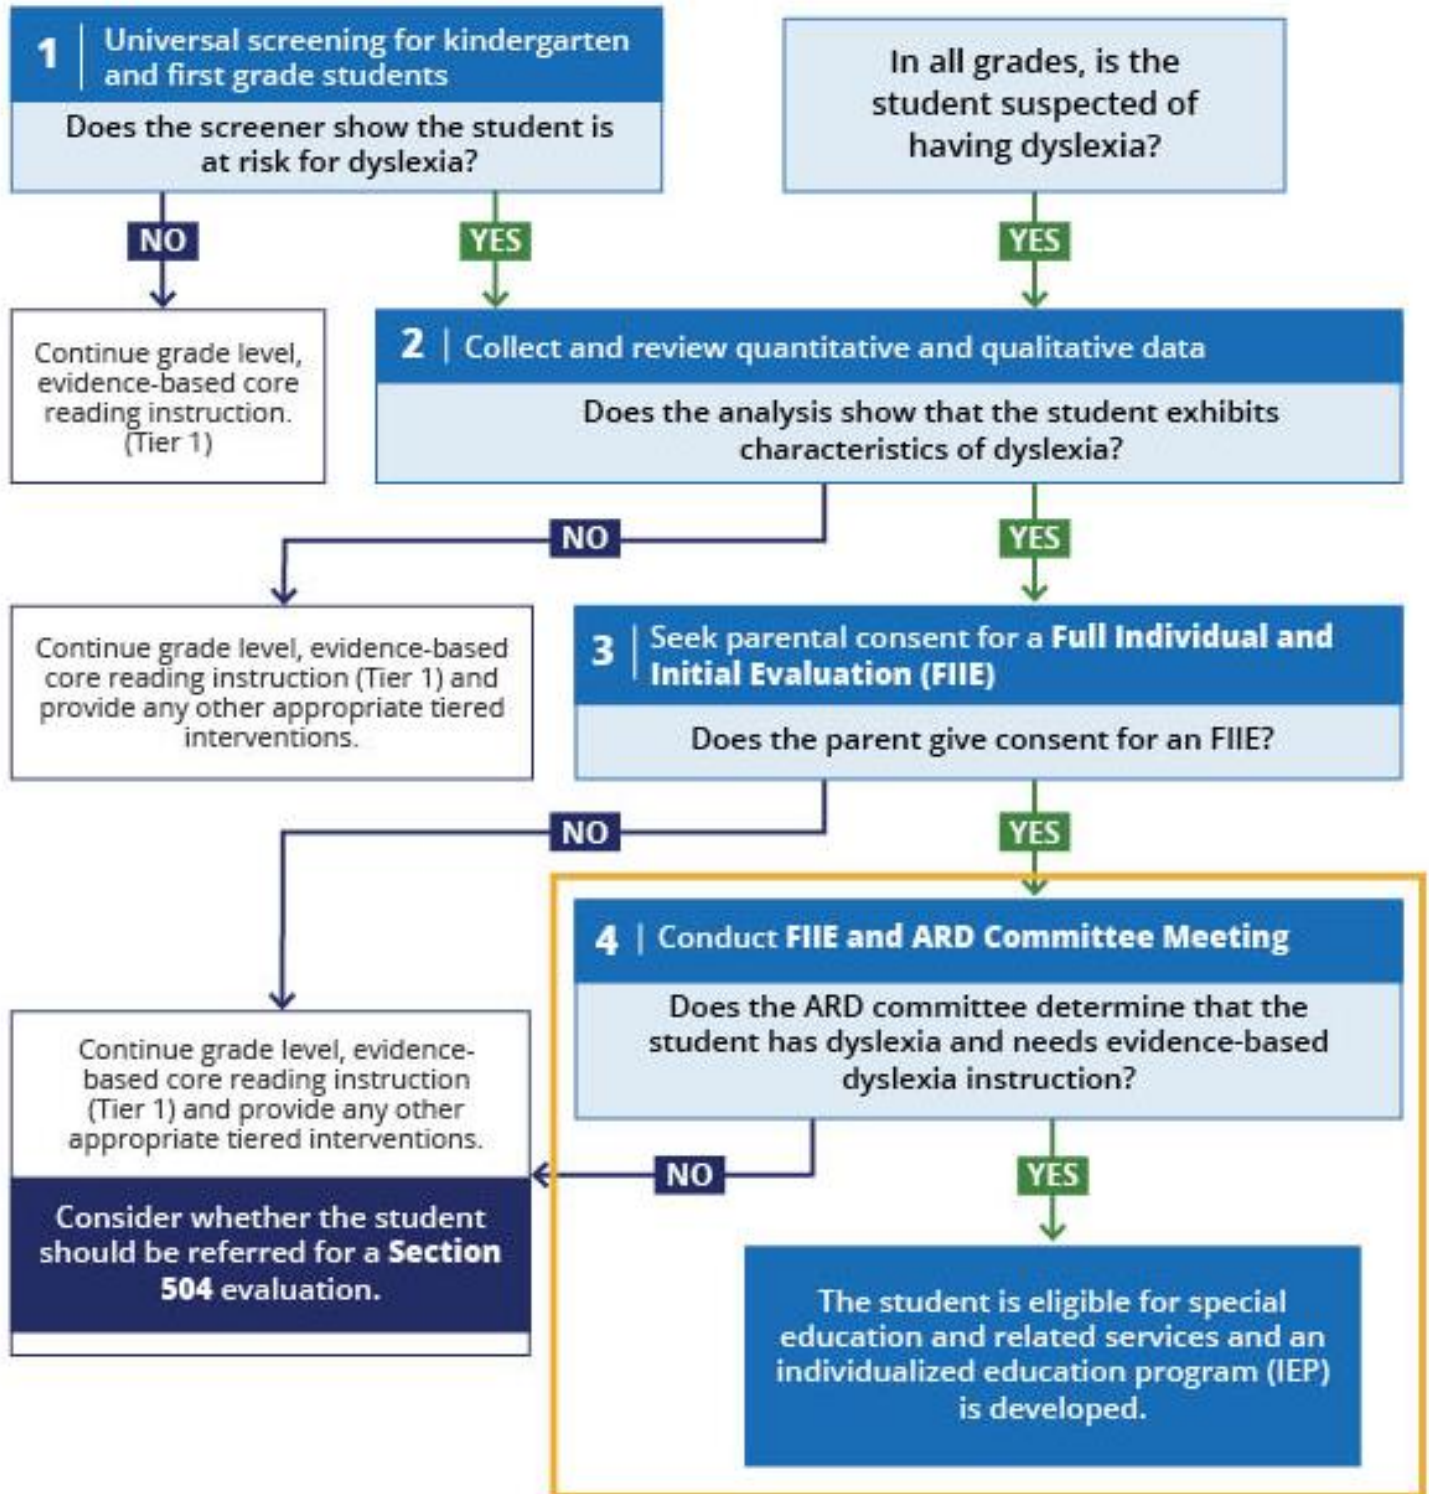 1
Universal screening for kindergarten
and first grade students
Does the screener show the student is
at risk for dyslexia?
In all grades, is the
student suspected of
having dyslexia?
NO
YES
YES
Continue grade level,
evidence-based core
reading instruction.
(Tier 1)
2 | Collect and review quantitative and qualitative data
Does the analysis show that the student exhibits
characteristics of dyslexia?
NO
YES
Continue grade level, evidence-based
core reading instruction (Tier 1) and
provide any other appropriate tiered
interventions.
3
Seek parental consent for a Full Individual and
Initial Evaluation (FIIE)
Does the parent give consent for an FIIE?
NO
YES
4 | Conduct FIIE and ARD Committee Meeting
Does the ARD committee determine that the
student has dyslexia and needs evidence-based
dyslexia instruction?
Continue grade level, evidence-
based core reading instruction
(Tier 1) and provide any other
appropriate tiered interventions.
NO
YES
Consider whether the student
should be referred for a Section
504 evaluation.
The student is eligible for special
education and related services and an
individualized education program (IEP)
is developed.